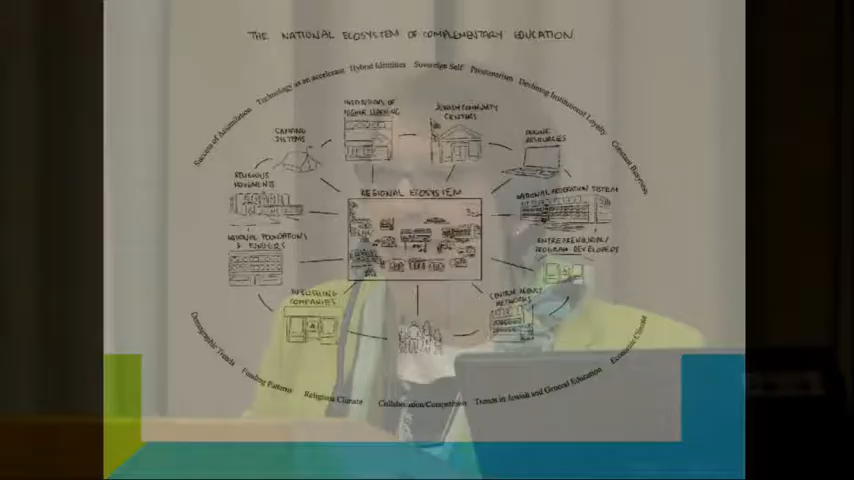 THE NATIONAL ECOSYSTEM OF COMPLEMENTARY EDUCATION
Success of Assimilation Technology as an accelerant Hybrid Identities Sovereign Self Declining Institutional Loyalty Constant Busyness
INSTITUTIONS OF
HIGHER LEARNING
JEWISH COMMUNITY
CENTERS
CAMPING
SYSTEMS
ONLINE
RESOURCES
RELIGIOUS
MOVEMENTS
REGIONAL ECOSYSTEM
NATIONAL FEDERATION SYSTEM
NATIONAL FOUNDATIONS
& FUNDERS
ENTREPRENEURIAL/
PROGRAM DEVELOPERS
PUBLISHING
COMPANIES
CENTRAL AGENCY
NETWORKS
Demographic Trends Funding Patterns Religious Climate Collaboration/Competition Trends in Jewish and General Education Economic Climate